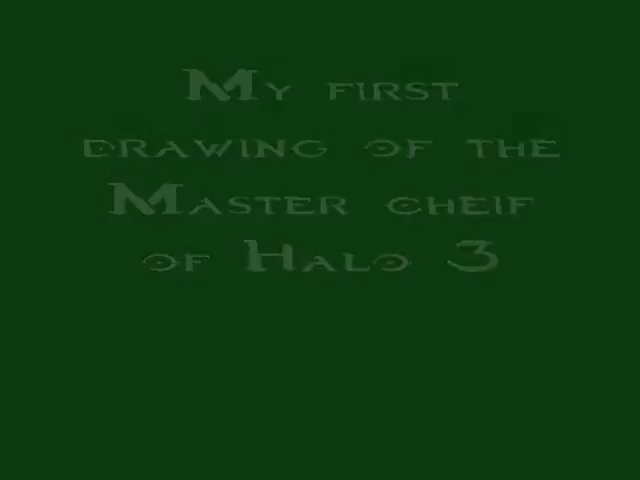 My first
drawing of the
Master cheif
of Halo 3